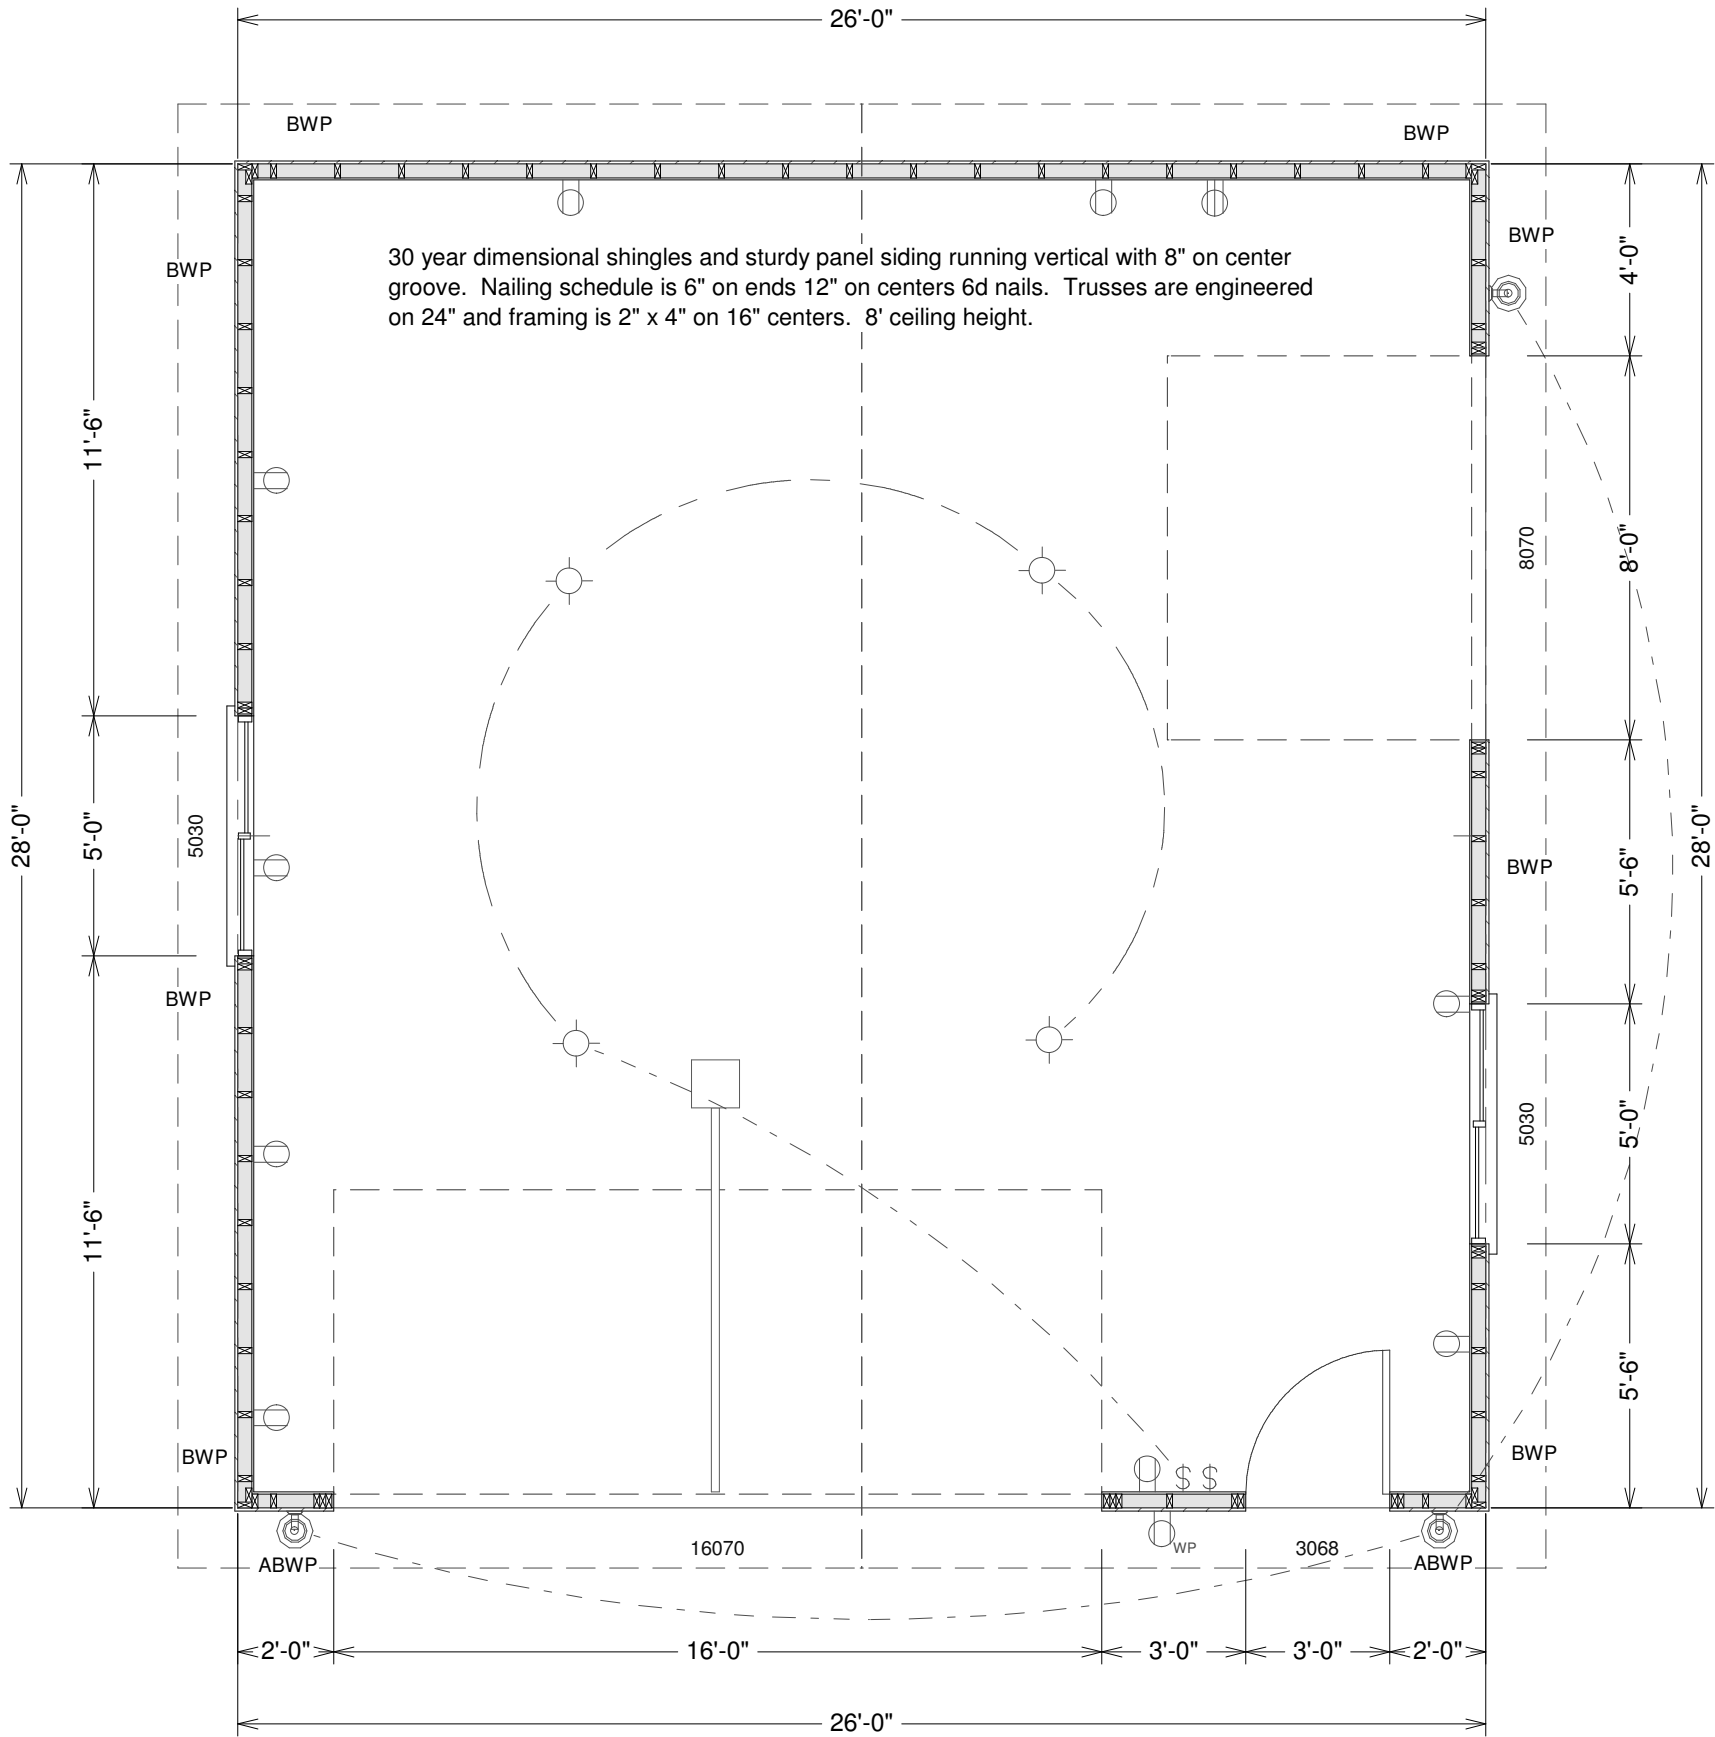 26'-0"
BWP
BWP
30 year dimensional shingles and sturdy panel siding running vertical with 8" on center
groove.  Nailing schedule is 6" on ends 12" on centers 6d nails.  Trusses are engineered
on 24" and framing is 2" x 4" on 16" centers.  8' ceiling height.
BWP
BWP
4'-0"
11'-6"
8070
8'-0"
28'-0"
5'-0"
5030
BWP
5'-6"
28'-0"
BWP
5030
5'-0"
11'-6"
5'-6"
BWP
BWP
$ $
ABWP
16070
WP
3068
ABWP
2'-0"
16'-0"
3'-0"
3'-0"
2'-0"
26'-0"